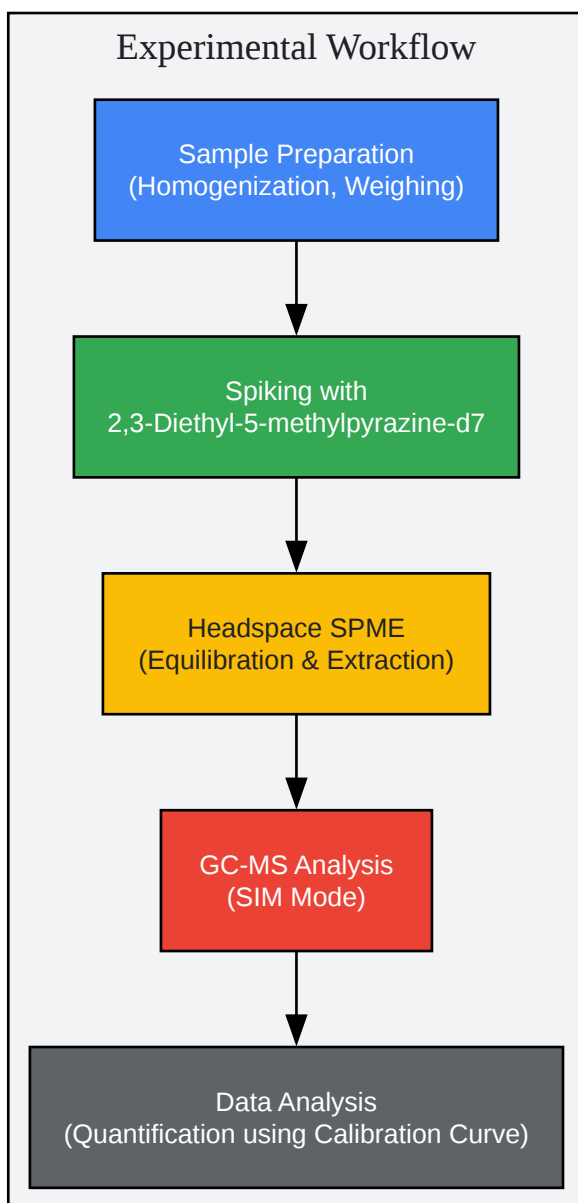 Experimental Workflow
Sample Preparation
(Homogenization, Weighing)
Spiking with
2,3-Diethyl-5-methylpyrazine-d7
Headspace SPME
(Equilibration & Extraction)
GC-MS Analysis
(SIM Mode)
Data Analysis
(Quantification using Calibration Curve)